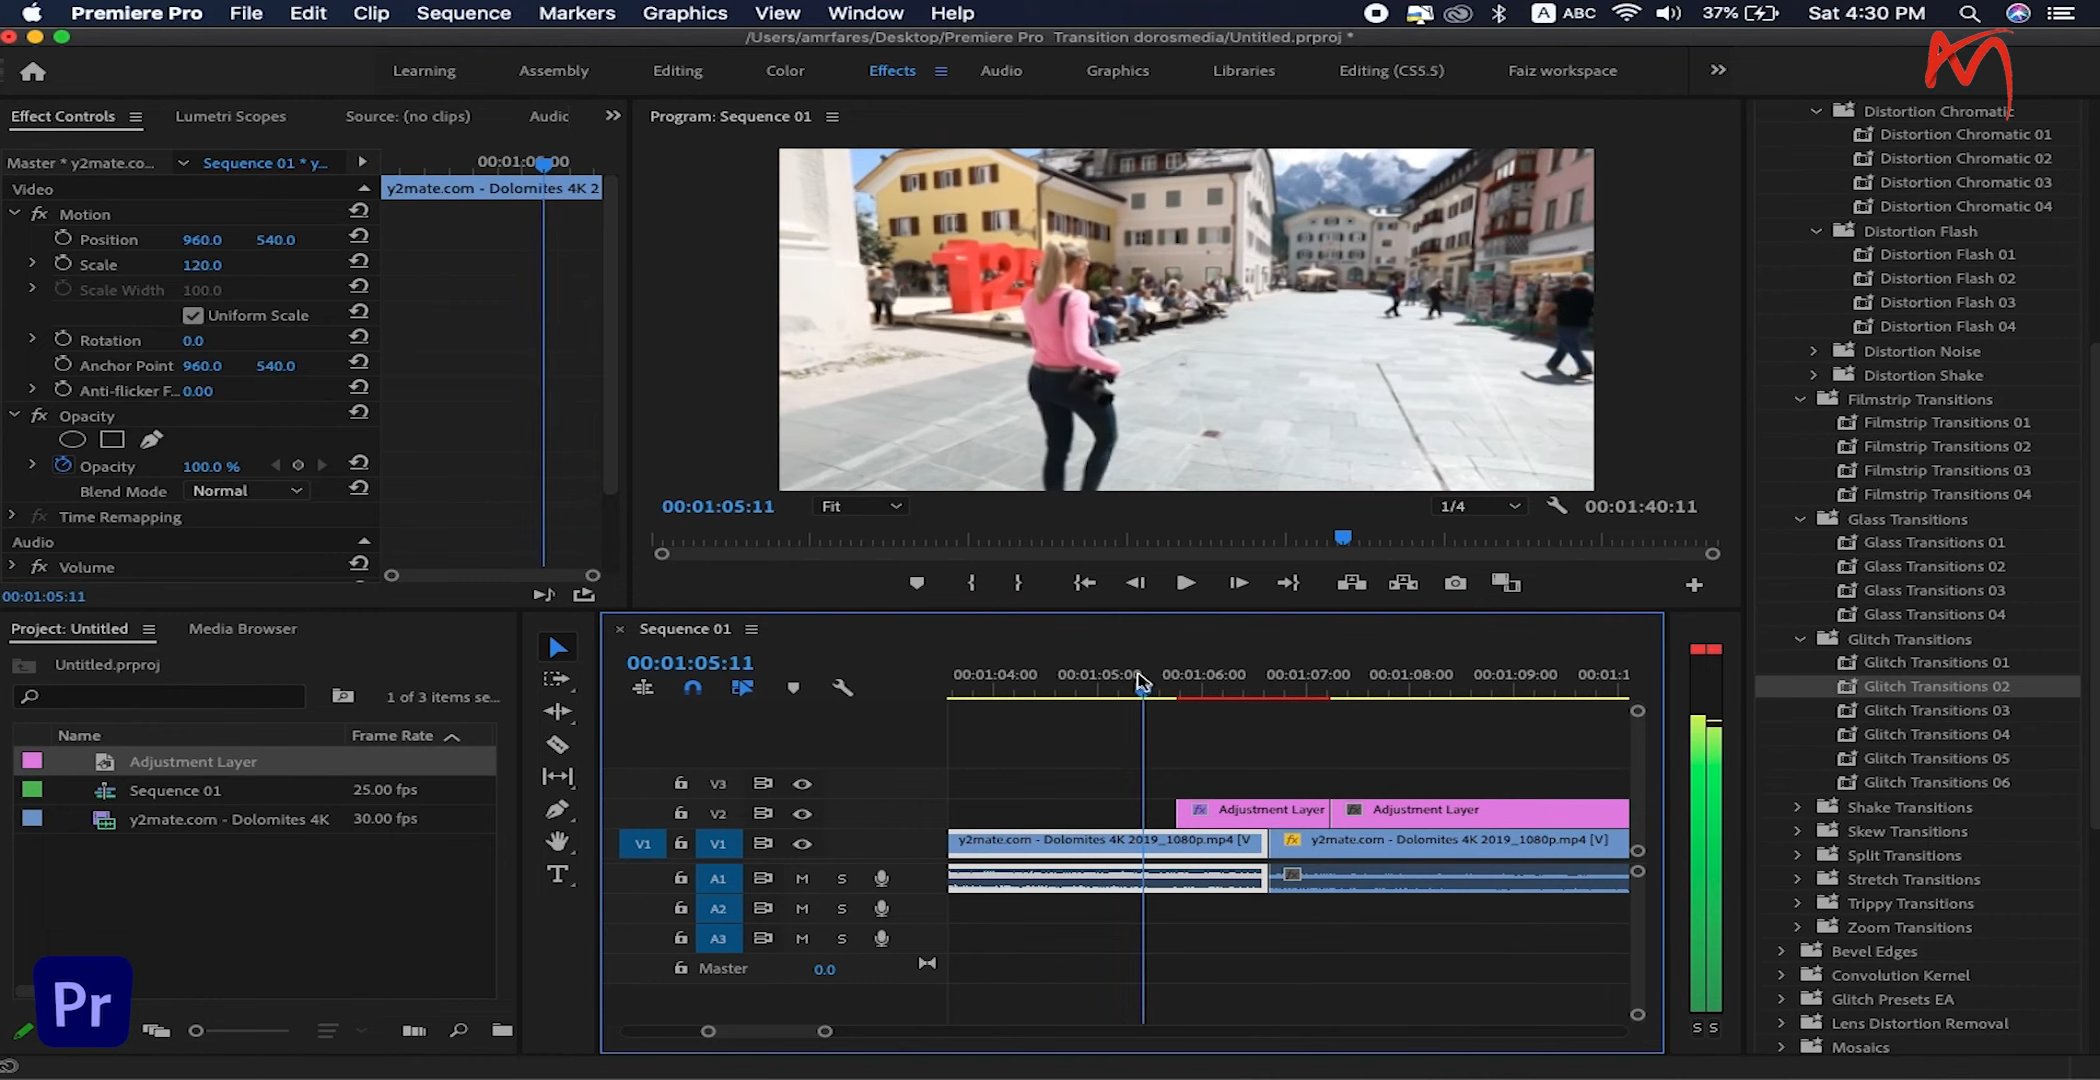 Premiere Pro File Edit Clip Sequence Markers Graphics View Window Help A ABC 37% Sat 4:30 PM
/Users/amrfares/Desktop/Premiere Pro Transition dorosmedia/Untitled.prproj *
Learning Assembly Editing Color Effects Audio Graphics Libraries Editing (CS5.5) Faiz workspace
Effect Controls Lumetri Scopes Source: (no clips) Audic
Master * y2mate.co... Sequence 01 * y... 00:01:06:00
Video y2mate.com - Dolomites 4K 2
fx Motion
Position 960.0 540.0
Scale 120.0
Scale Width 100.0
Uniform Scale
Rotation 0.0
Anchor Point 960.0 540.0
Anti-flicker F... 0.00
fx Opacity
Opacity 100.0 %
Blend Mode Normal
fx Time Remapping
Audio
fx Volume
00:01:05:11
Program: Sequence 01
125
00:01:05:11 Fit 1/4 00:01:40:11
Distortion Chromatic
Distortion Chromatic 01
Distortion Chromatic 02
Distortion Chromatic 03
Distortion Chromatic 04
Distortion Flash
Distortion Flash 01
Distortion Flash 02
Distortion Flash 03
Distortion Flash 04
Distortion Noise
Distortion Shake
Filmstrip Transitions
Filmstrip Transitions 01
Filmstrip Transitions 02
Filmstrip Transitions 03
Filmstrip Transitions 04
Glass Transitions
Glass Transitions 01
Glass Transitions 02
Glass Transitions 03
Glass Transitions 04
Glitch Transitions
Glitch Transitions 01
Glitch Transitions 02
Glitch Transitions 03
Glitch Transitions 04
Glitch Transitions 05
Glitch Transitions 06
Shake Transitions
Skew Transitions
Split Transitions
Stretch Transitions
Trippy Transitions
Zoom Transitions
Bevel Edges
Convolution Kernel
Glitch Presets EA
Lens Distortion Removal
Mosaics
Project: Untitled Media Browser
Untitled.prproj
1 of 3 items se...
Name Frame Rate
Adjustment Layer
Sequence 01 25.00 fps
y2mate.com - Dolomites 4K 30.00 fps
Pr
Sequence 01
00:01:05:11
00:01:04:00 00:01:05:00 00:01:06:00 00:01:07:00 00:01:08:00 00:01:09:00 00:01:1
V3
V2 fx Adjustment Layer fx Adjustment Layer
V1 V1 y2mate.com - Dolomites 4K 2019_1080p.mp4 [V fx y2mate.com - Dolomites 4K 2019_1080p.mp4 [V]
A1 M S fx
A2 M S
A3 M S
Master 0.0
S S